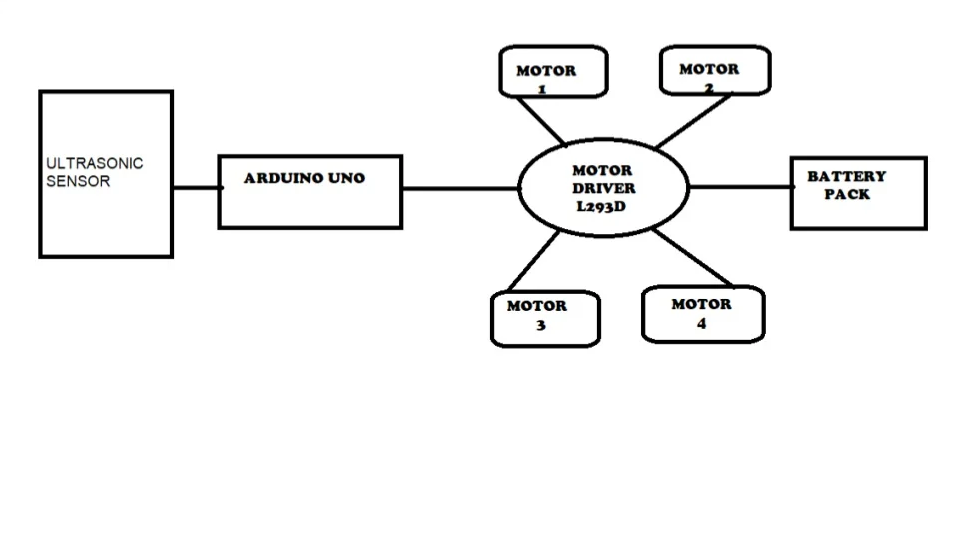 MOTOR
1
MOTOR
2
ULTRASONIC
SENSOR
ARDUINO UNO
MOTOR
DRIVER
L293D
BATTERY
PACK
MOTOR
3
MOTOR
4